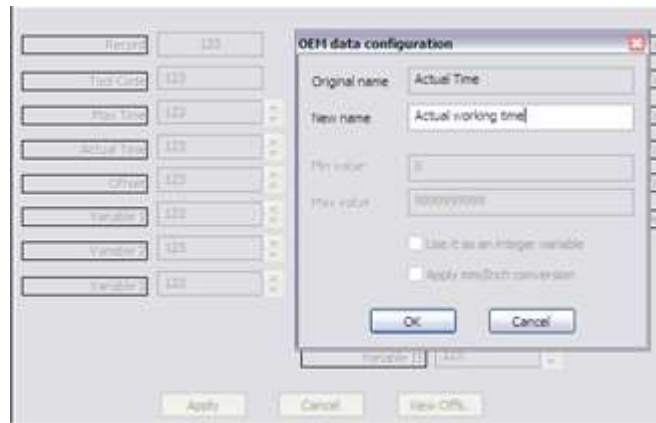 Record 123
OEM data configuration
Tool Code 123
Original name Actual Time
Max Time 123
New name Actual working time
Actual Time 123
Min value 0
Offset 123
Max value
Variable 1 123
Use it as an integer variable
Variable 2 123
Apply mm/Inch conversion
Variable 3 123
OK Cancel
Variable 123
Apply Cancel View Offs.